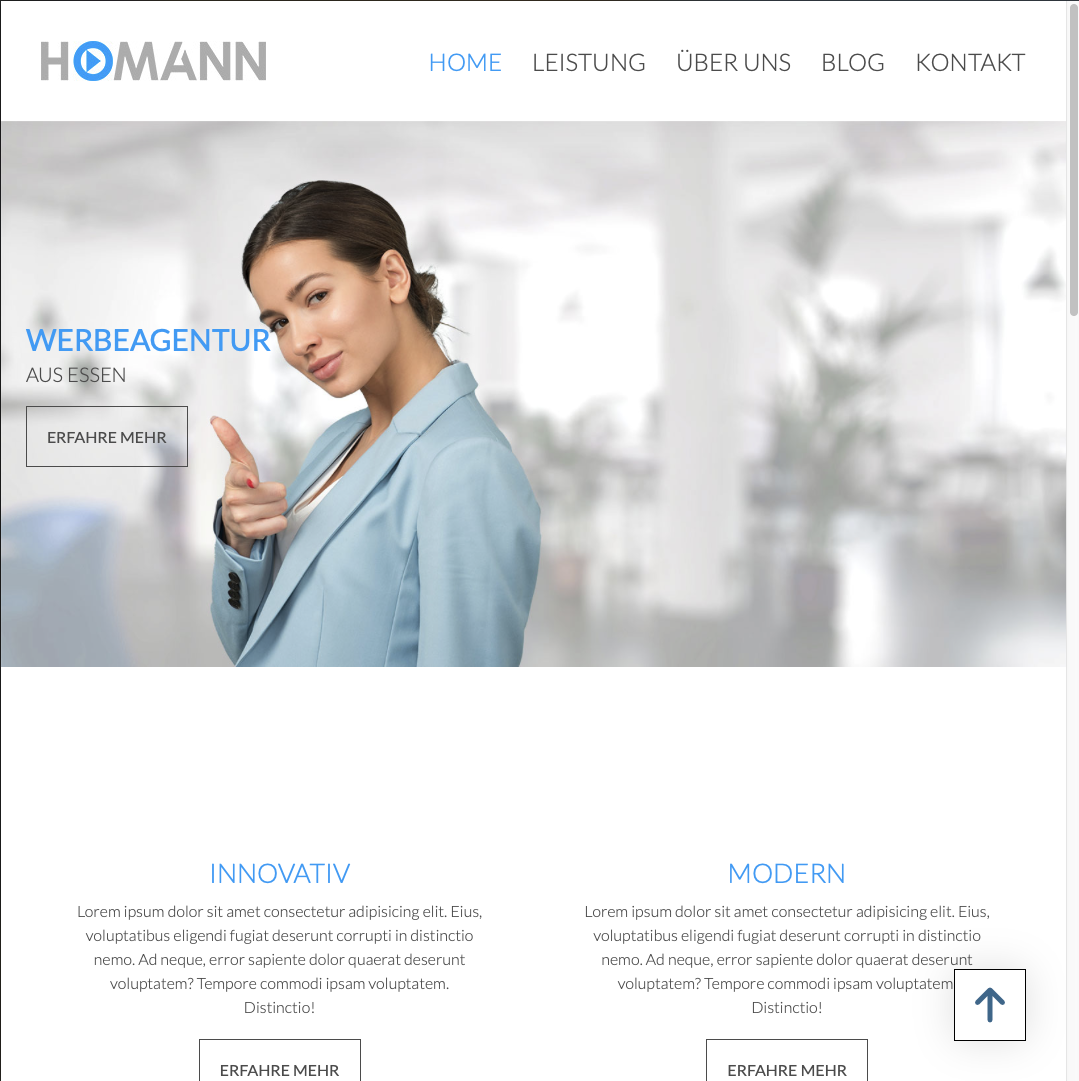 HOMANN
HOME LEISTUNG ÜBER UNS BLOG KONTAKT
WERBEAGENTUR
AUS ESSEN
ERFAHRE MEHR
INNOVATIV
Lorem ipsum dolor sit amet consectetur adipisicing elit. Eius,
voluptatibus eligendi fugiat deserunt corrupti in distinctio
nemo. Ad neque, error sapiente dolor quaerat deserunt
voluptatem? Tempore commodi ipsam voluptatem.
Distinctio!
ERFAHRE MEHR
MODERN
Lorem ipsum dolor sit amet consectetur adipisicing elit. Eius,
voluptatibus eligendi fugiat deserunt corrupti in distinctio
nemo. Ad neque, error sapiente dolor quaerat deserunt
voluptatem? Tempore commodi ipsam voluptatem
Distinctio!
ERFAHRE MEHR